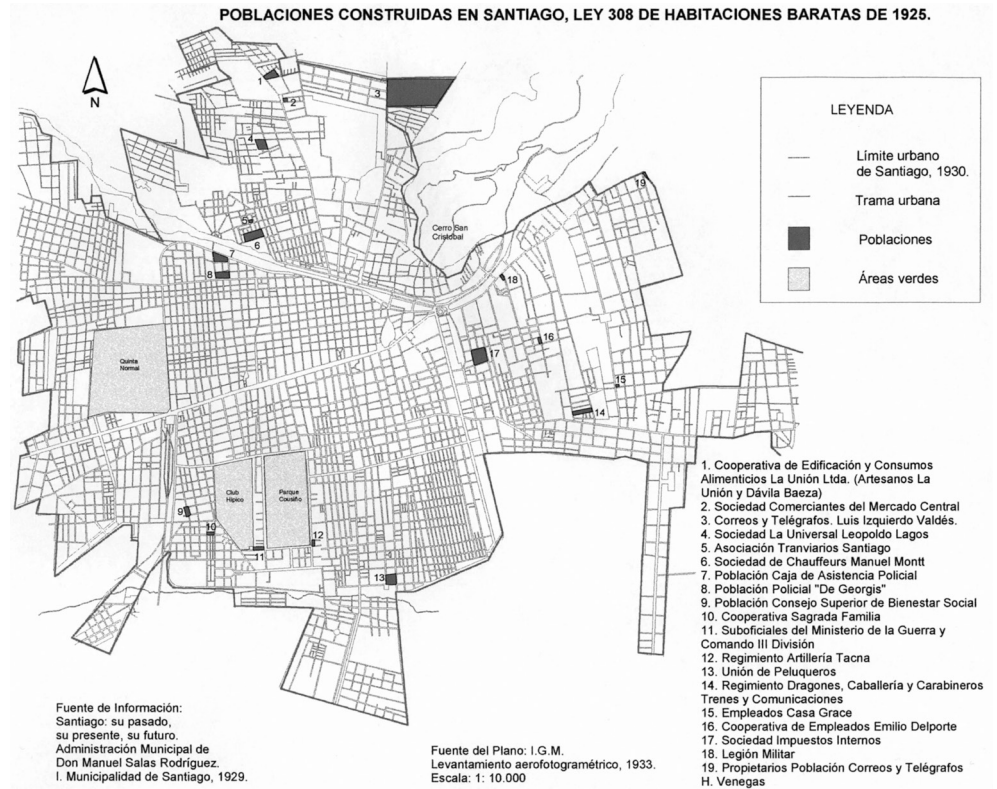 POBLACIONES CONSTRUIDAS EN SANTIAGO, LEY 308 DE HABITACIONES BARATAS DE 1925.
N
1
2
3
4
5
6
7
8
9
10
11
12
13
14
15
16
17
18
19
Cerro San
Cristobal
Quinta
Normal
Club
Hípico
Parque
Cousiño
LEYENDA
Límite urbano
de Santiago, 1930.
Trama urbana
Poblaciones
Áreas verdes
1. Cooperativa de Edificación y Consumos
Alimenticios La Unión Ltda. (Artesanos La
Unión y Dávila Baeza)
2. Sociedad Comerciantes del Mercado Central
3. Correos y Telégrafos. Luis Izquierdo Valdés.
4. Sociedad La Universal Leopoldo Lagos
5. Asociación Tranviarios Santiago
6. Sociedad de Chauffeurs Manuel Montt
7. Población Caja de Asistencia Policial
8. Población Policial "De Georgis"
9. Población Consejo Superior de Bienestar Social
10. Cooperativa Sagrada Familia
11. Suboficiales del Ministerio de la Guerra y
Comando III División
12. Regimiento Artillería Tacna
13. Unión de Peluqueros
14. Regimiento Dragones, Caballería y Carabineros
Trenes y Comunicaciones
15. Empleados Casa Grace
16. Cooperativa de Empleados Emilio Delporte
17. Sociedad Impuestos Internos
18. Legión Militar
19. Propietarios Población Correos y Telégrafos
H. Venegas
Fuente de Información:
Santiago: su pasado,
su presente, su futuro.
Administración Municipal de
Don Manuel Salas Rodríguez.
I. Municipalidad de Santiago, 1929.
Fuente del Plano: I.G.M.
Levantamiento aerofotogramétrico, 1933.
Escala: 1: 10.000